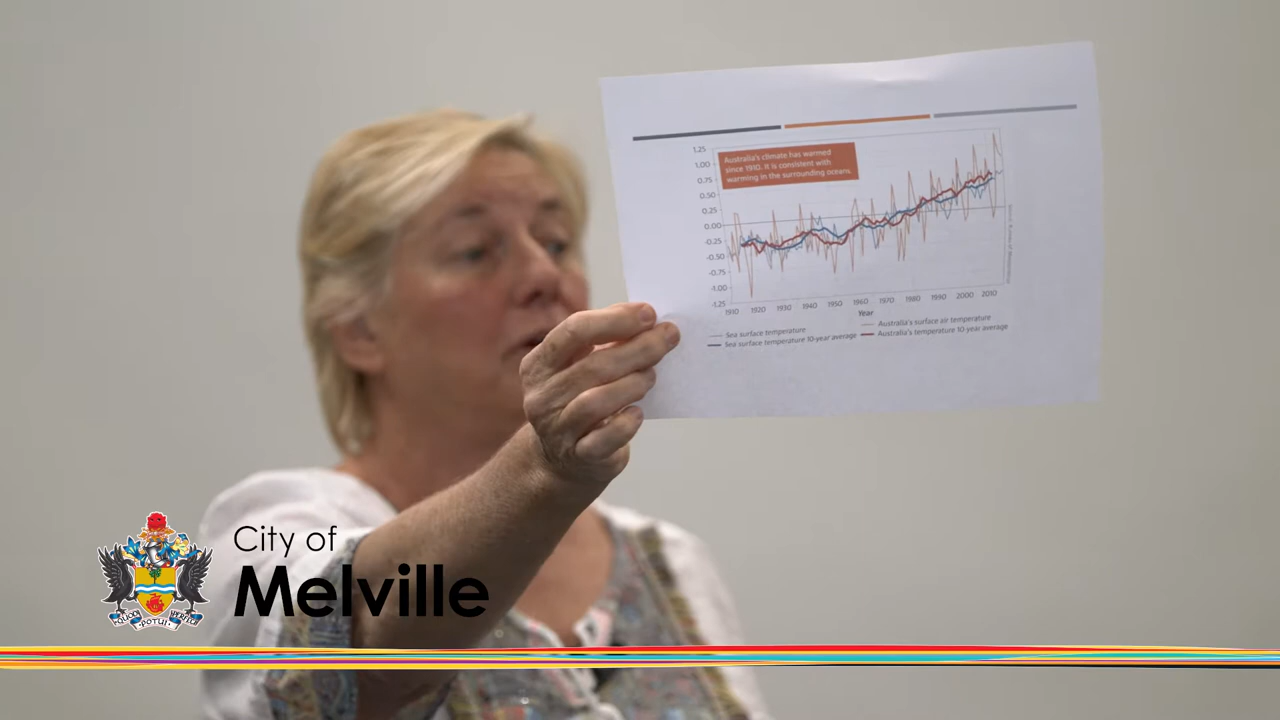 Australia's climate has warmed
since 1910. It is consistent with
warming in the surrounding oceans.
1.25
1.00
0.75
0.50
0.25
0.00
-0.25
-0.50
-0.75
-1.00
-1.25
1910 1920 1930 1940 1950 1960 1970 1980 1990 2000 2010
Year
Sea surface temperature
Australia's surface air temperature
Sea surface temperature 10-year average
Australia's temperature 10 year average
City of
Melville
POTUI